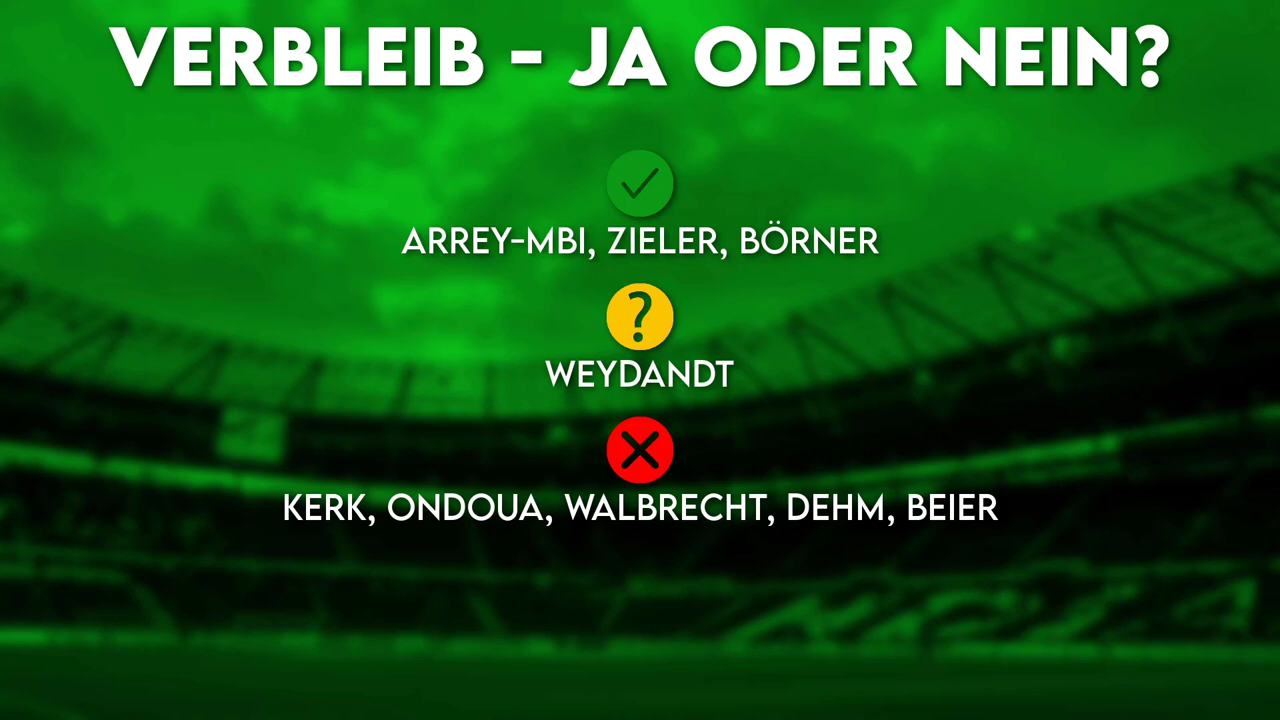 VERBLEIB - JA ODER NEIN?
ARREY-MBI, ZIELER, BÖRNER
?
WEYDANDT
KERK, ONDOUA, WALBRECHT, DEHM, BEIER